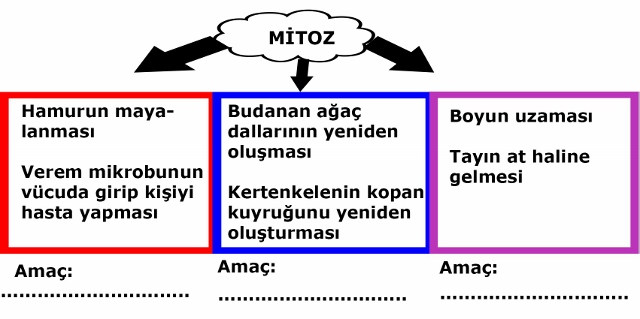 MİTOZ
Hamurun maya-
lanması
Verem mikrobunun
vücuda girip kişiyi
hasta yapması
Amaç:
................................
Budanan ağaç
dallarının yeniden
oluşması
Kertenkelenin kopan
kuyruğunu yeniden
oluşturması
Amaç:
................................
Boyun uzaması
Tayın at haline
gelmesi
Amaç:
................................